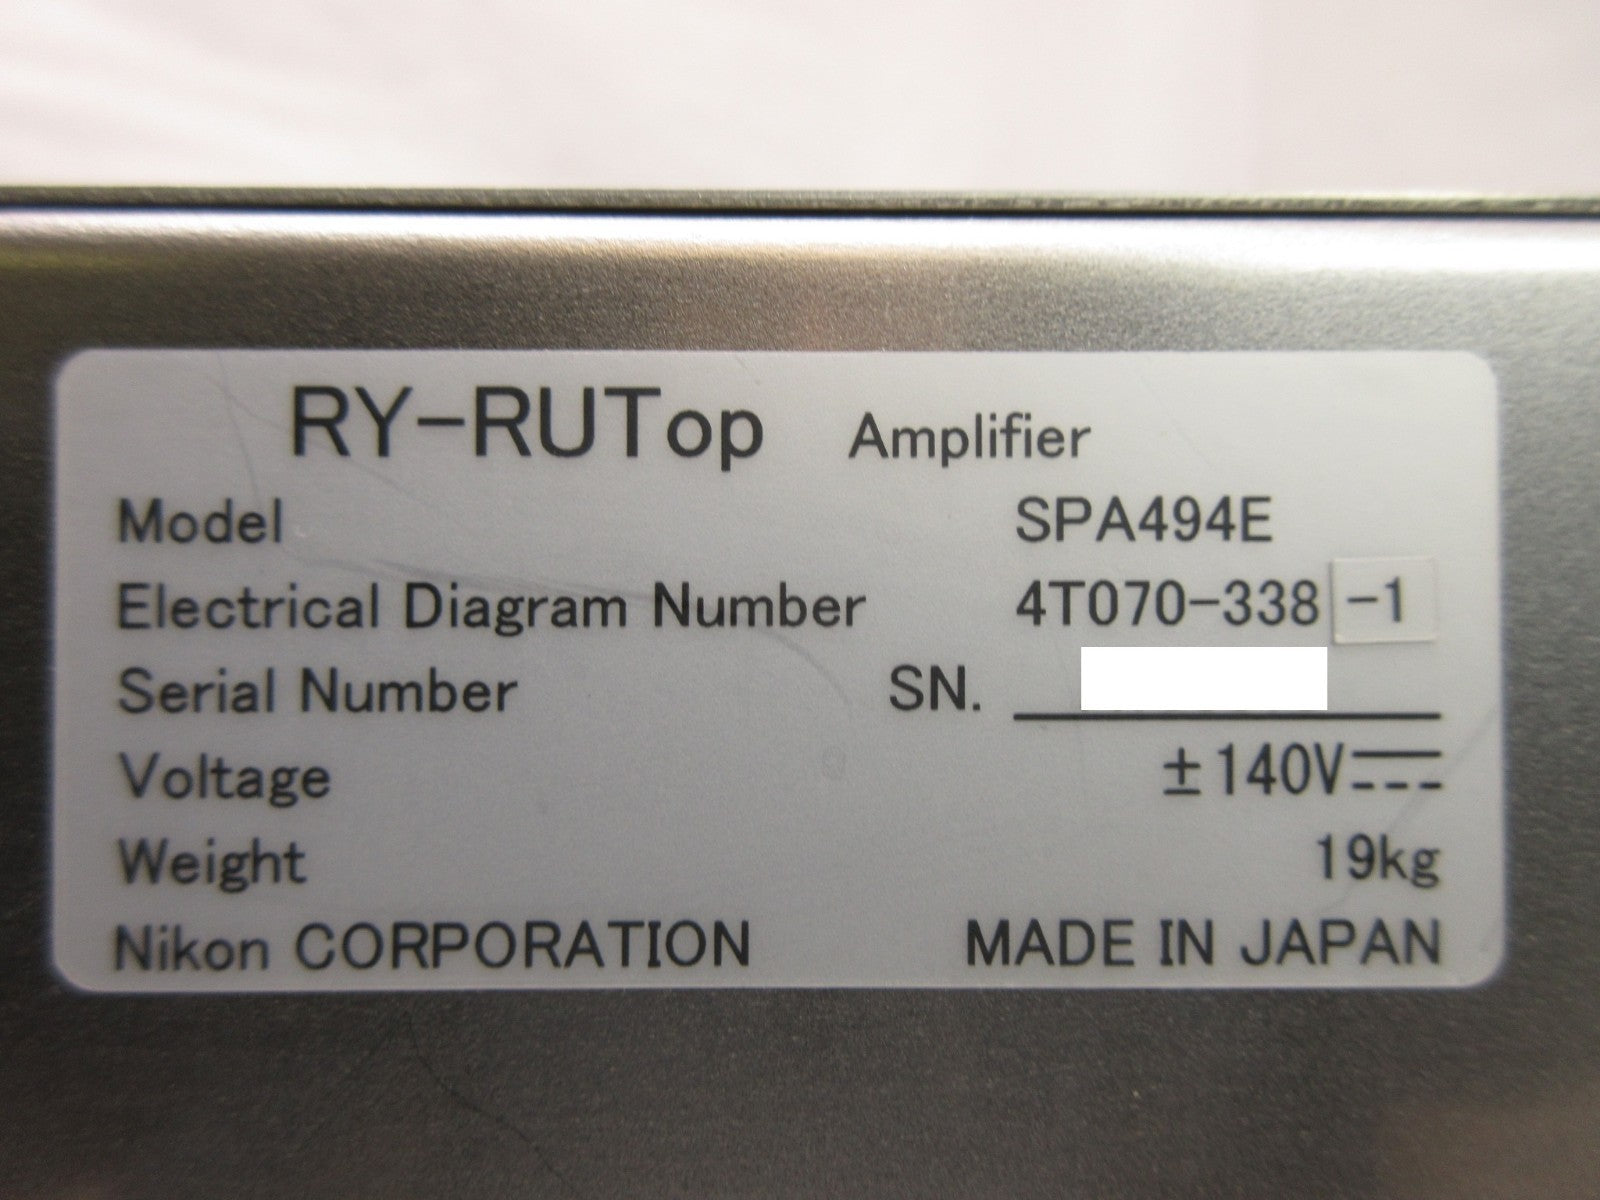 RY-RUTop Amplifier
Model SPA494E
Electrical Diagram Number 4T070-338 -1
Serial Number SN.
Voltage ±140V⎓
Weight 19kg
Nikon CORPORATION MADE IN JAPAN